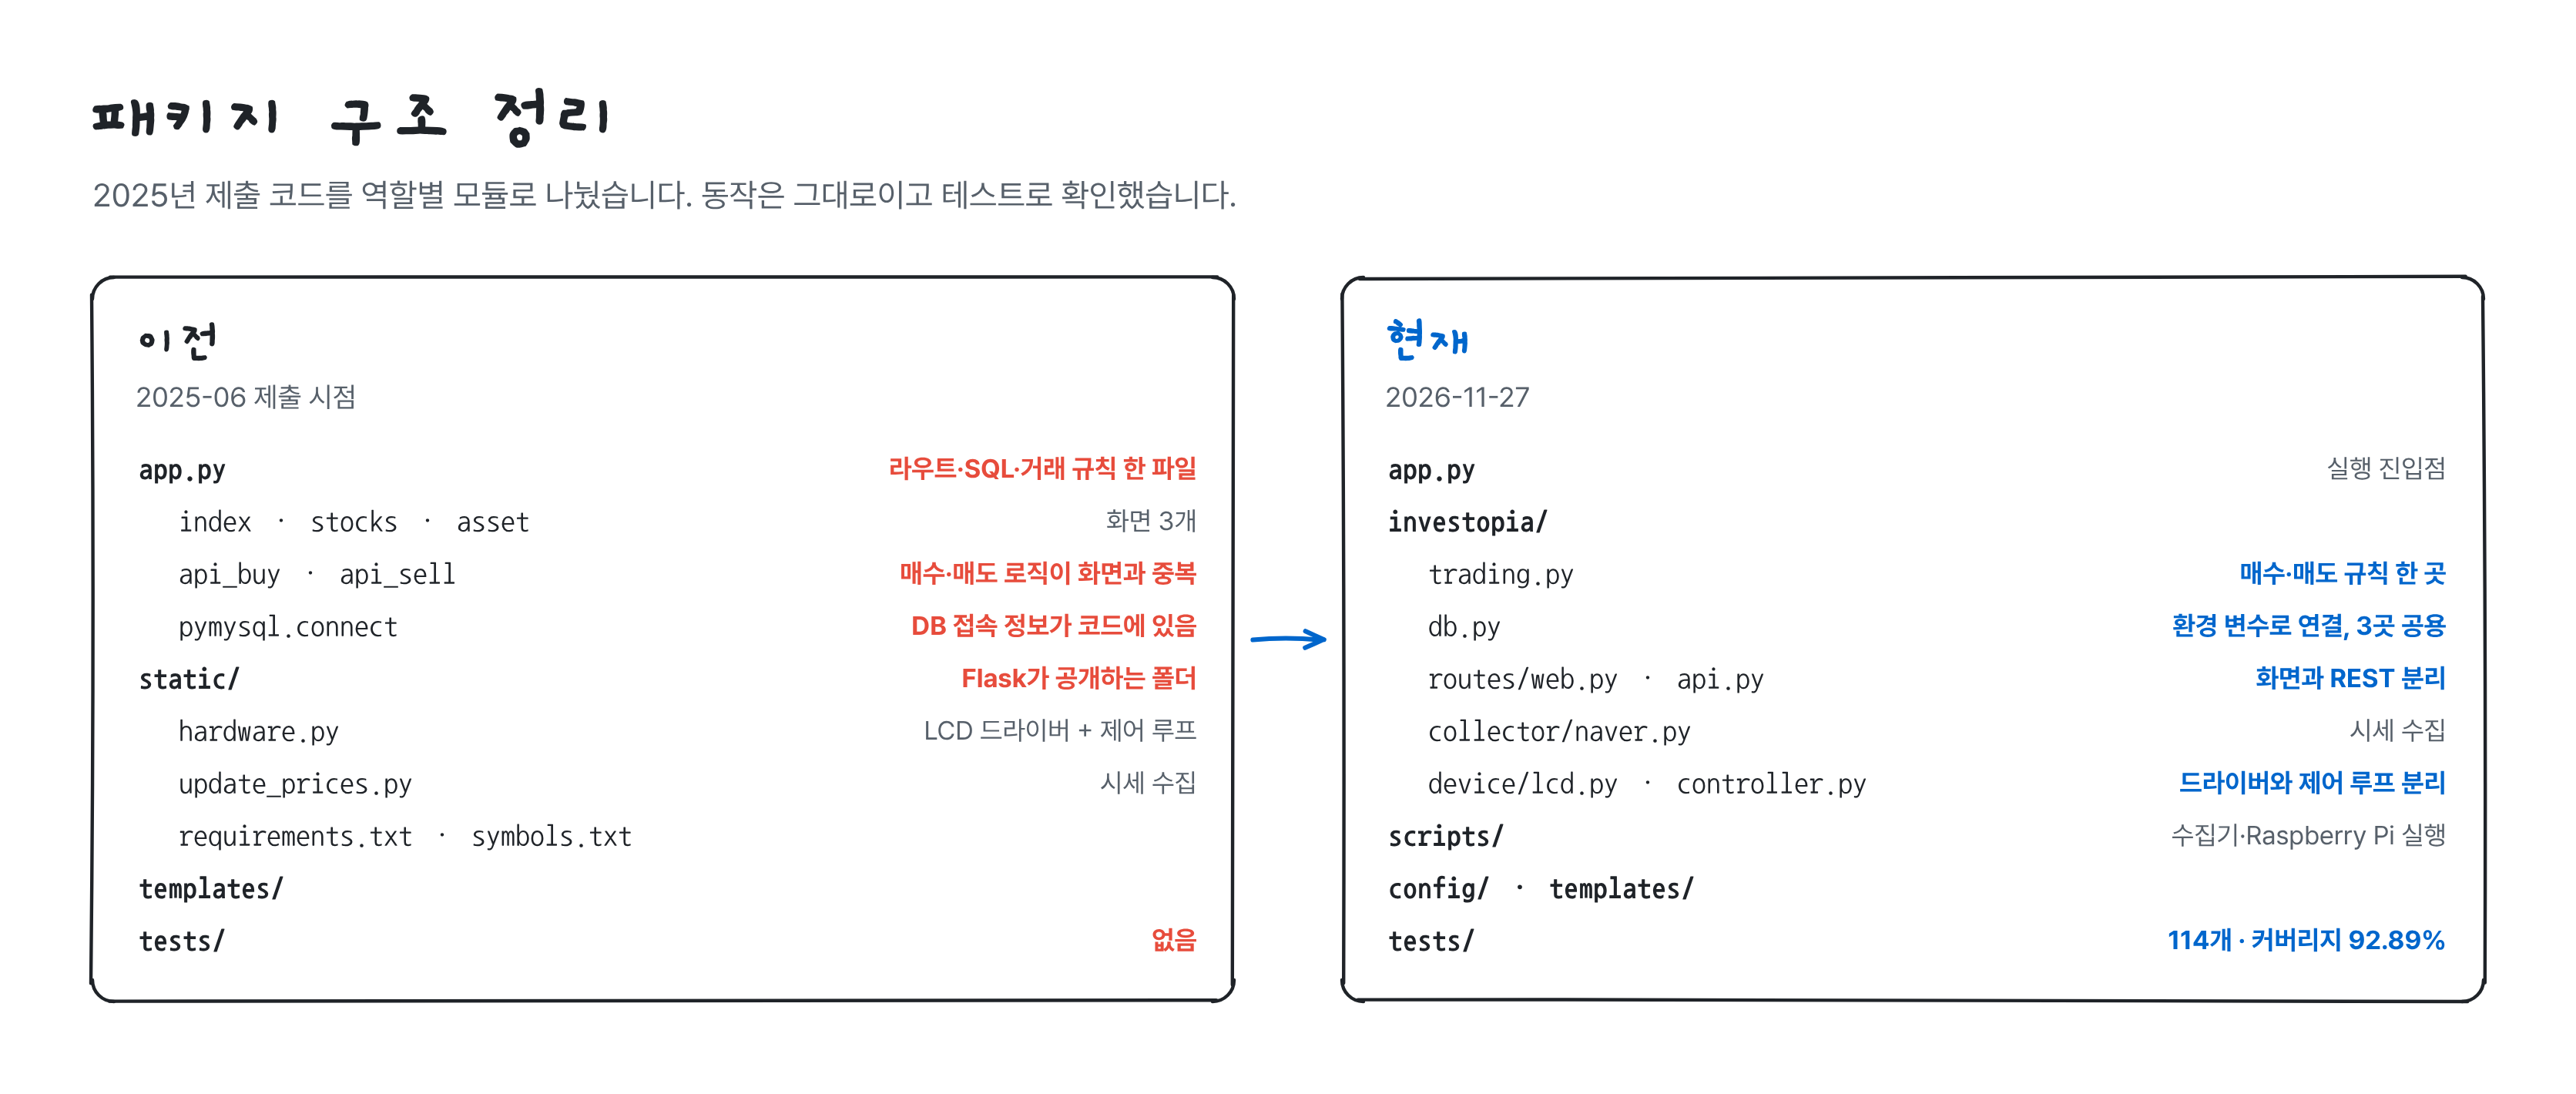 패키지 구조 정리
2025년 제출 코드를 역할별 모듈로 나눴습니다. 동작은 그대로이고 테스트로 확인했습니다.
이전
2025-06 제출 시점
app.py 라우트·SQL·거래 규칙 한 파일
index · stocks · asset 화면 3개
api_buy · api_sell 매수·매도 로직이 화면과 중복
pymysql.connect DB 접속 정보가 코드에 있음
static/ Flask가 공개하는 폴더
hardware.py LCD 드라이버 + 제어 루프
update_prices.py 시세 수집
requirements.txt · symbols.txt
templates/
tests/ 없음
현재
2026-11-27
app.py 실행 진입점
investopia/
trading.py 매수·매도 규칙 한 곳
db.py 환경 변수로 연결, 3곳 공용
routes/web.py · api.py 화면과 REST 분리
collector/naver.py 시세 수집
device/lcd.py · controller.py 드라이버와 제어 루프 분리
scripts/ 수집기·Raspberry Pi 실행
config/ · templates/
tests/ 114개 · 커버리지 92.89%